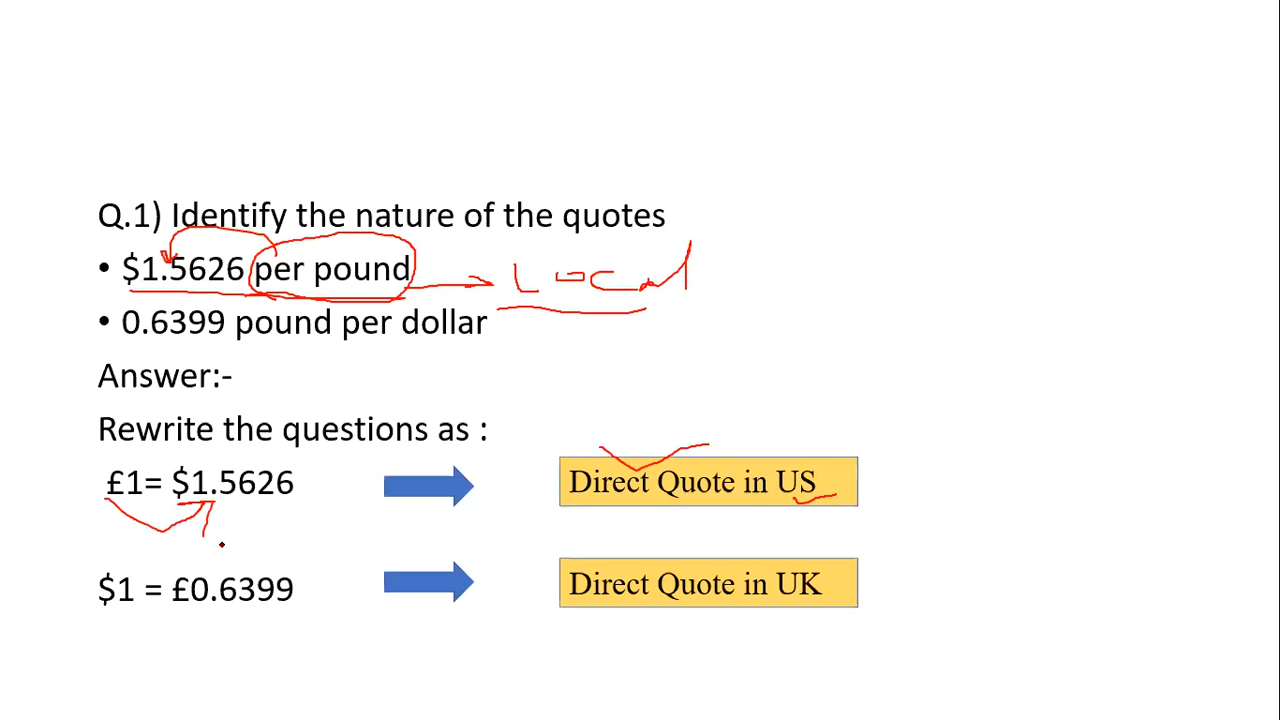 Q.1) Identify the nature of the quotes
• $1.5626 per pound → Local
• 0.6399 pound per dollar
Answer:-
Rewrite the questions as :
£1= $1.5626 Direct Quote in US
$1 = £0.6399 Direct Quote in UK